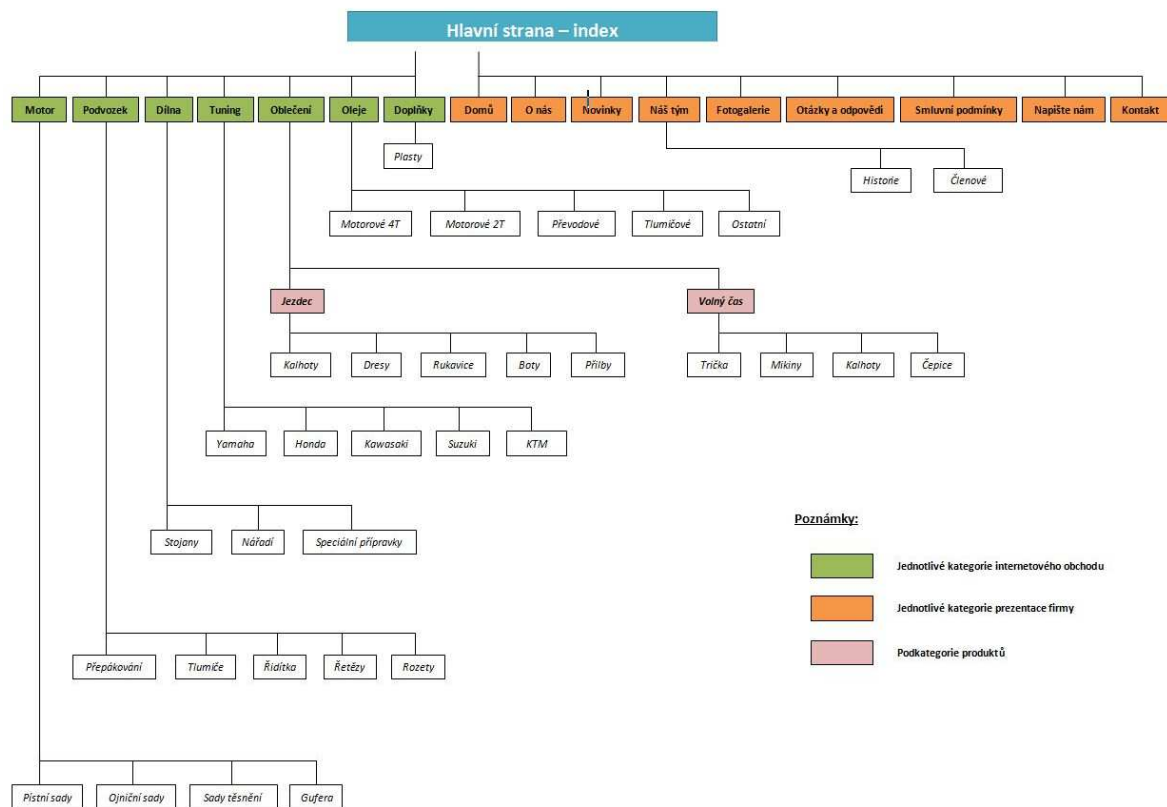 Hlavní strana – index
Motor
Podvozek
Dílna
Tuning
Oblečení
Oleje
Doplňky
Domů
O nás
Novinky
Náš tým
Fotogalerie
Otázky a odpovědi
Smluvní podmínky
Napište nám
Kontakt
Plasty
Historie
Členové
Motorové 4T
Motorové 2T
Převodové
Tlumičové
Ostatní
Jezdec
Volný čas
Kalhoty
Dresy
Rukavice
Boty
Přilby
Trička
Mikiny
Kalhoty
Čepice
Yamaha
Honda
Kawasaki
Suzuki
KTM
Stojany
Nářadí
Speciální přípravky
Poznámky:
Jednotlivé kategorie internetového obchodu
Jednotlivé kategorie prezentace firmy
Podkategorie produktů
Přepákování
Tlumiče
Řidítka
Řetězy
Rozety
Pístní sady
Ojniční sady
Sady těsnění
Gufera